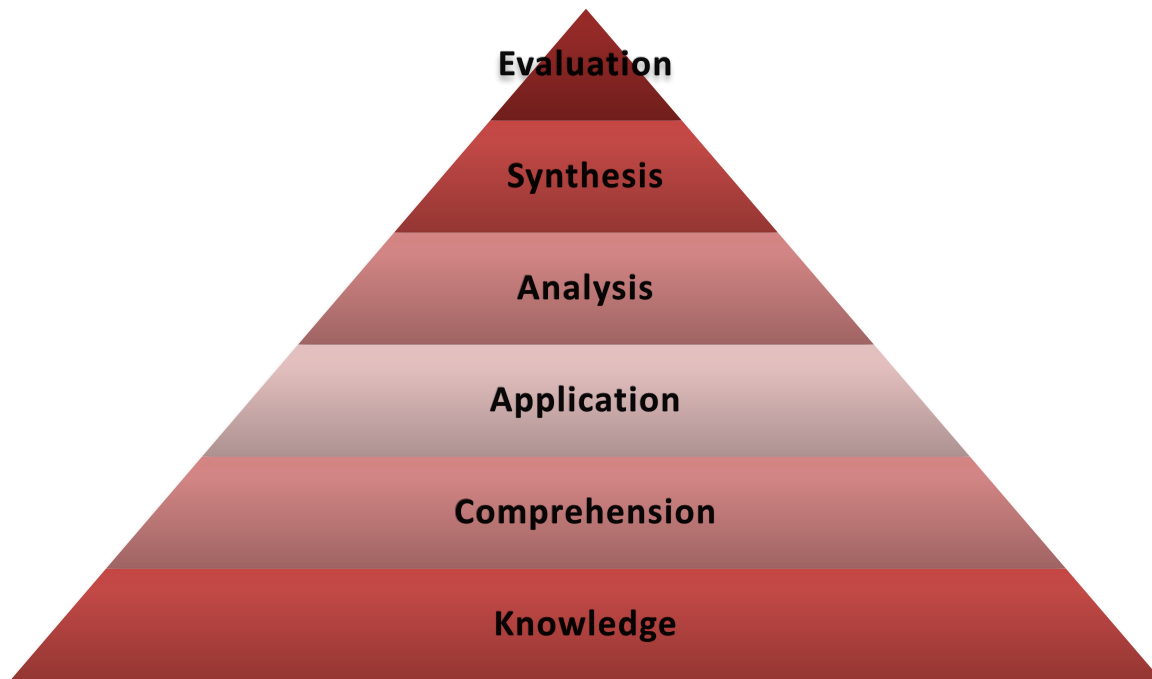 Evaluation
Synthesis
Analysis
Application
Comprehension
Knowledge